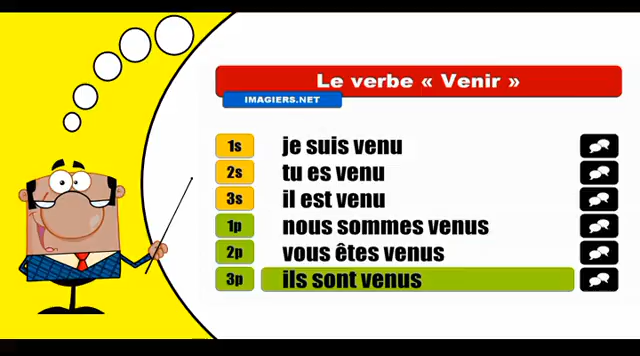 Le verbe « Venir »
IMAGIERS.NET
1s je suis venu
2s tu es venu
3s il est venu
1p nous sommes venus
2p vous êtes venus
3p ils sont venus